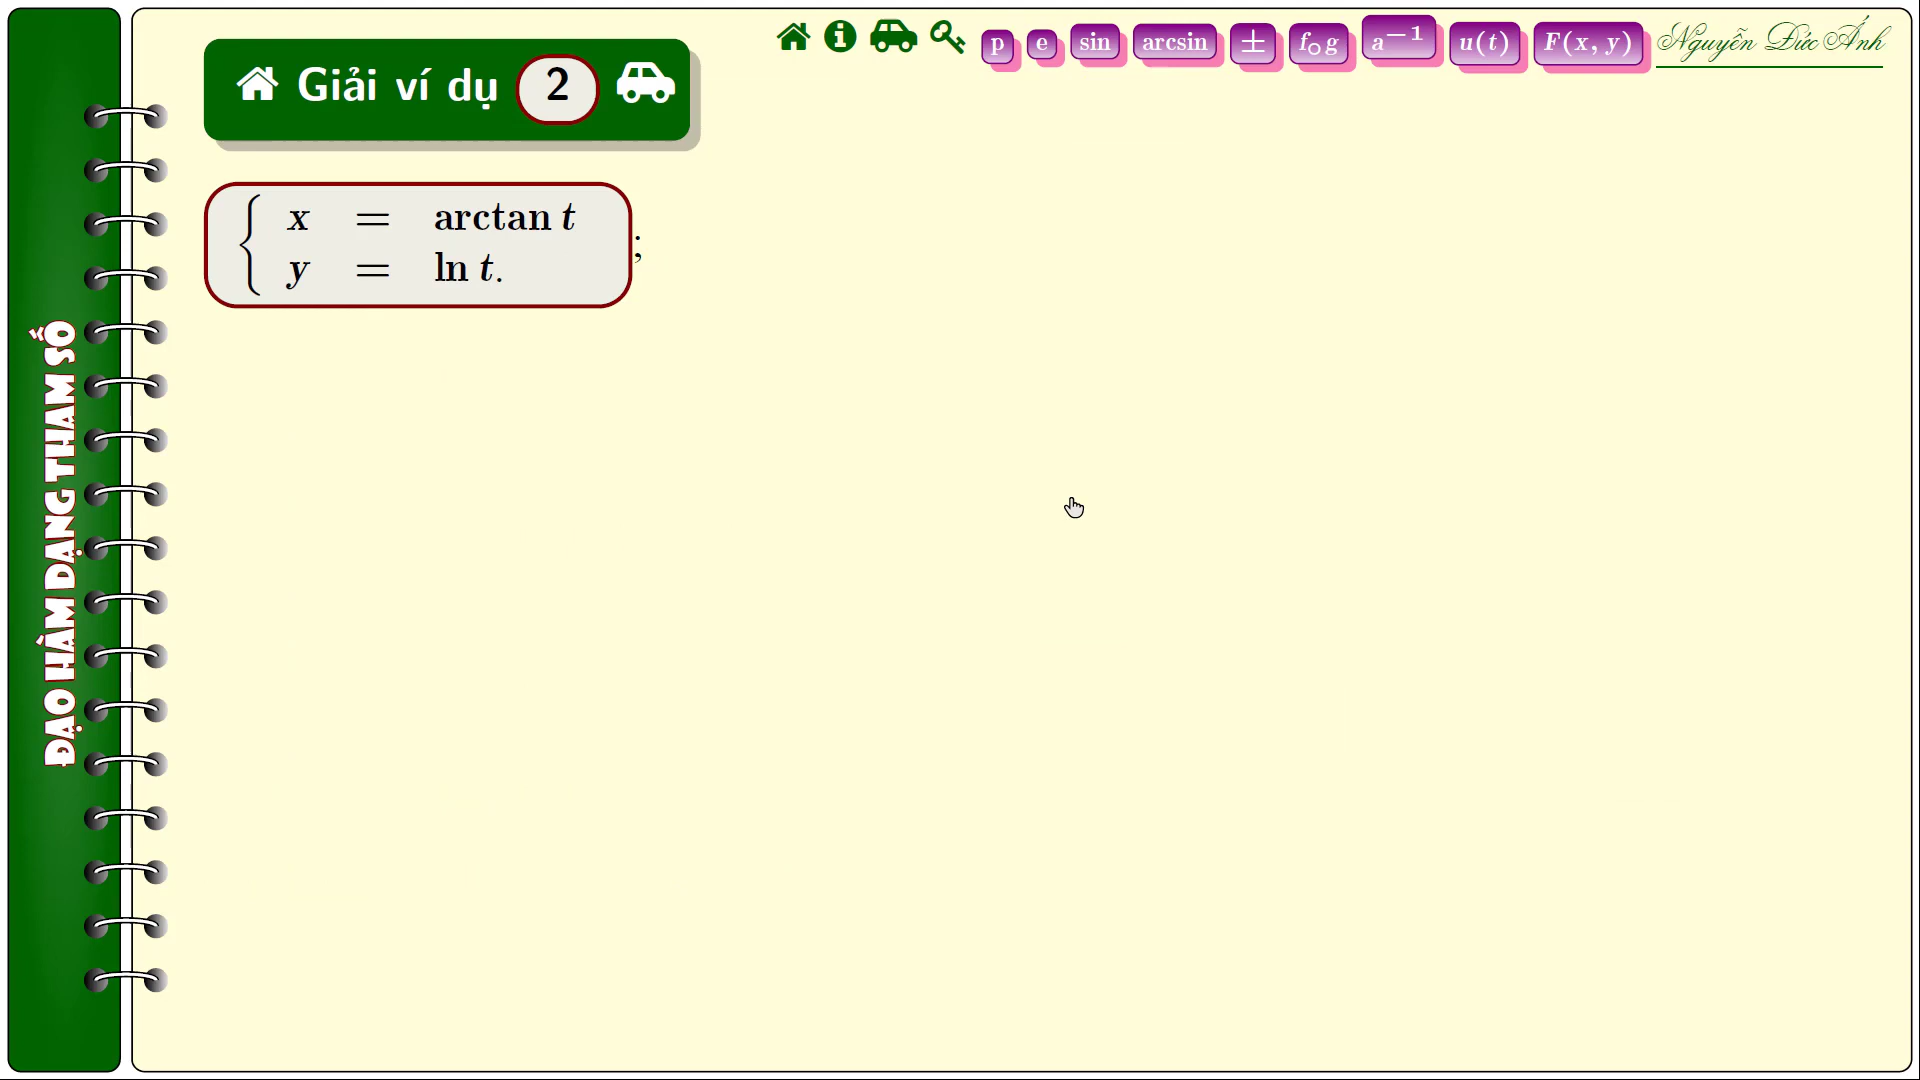 p e sin arcsin ± f∘g a⁻¹ u(t) F(x, y) Nguyễn Đức Ánh
Giải ví dụ 2
{ x = arctan t
y = ln t. ;
ĐẠO HÀM DẠNG THAM SỐ